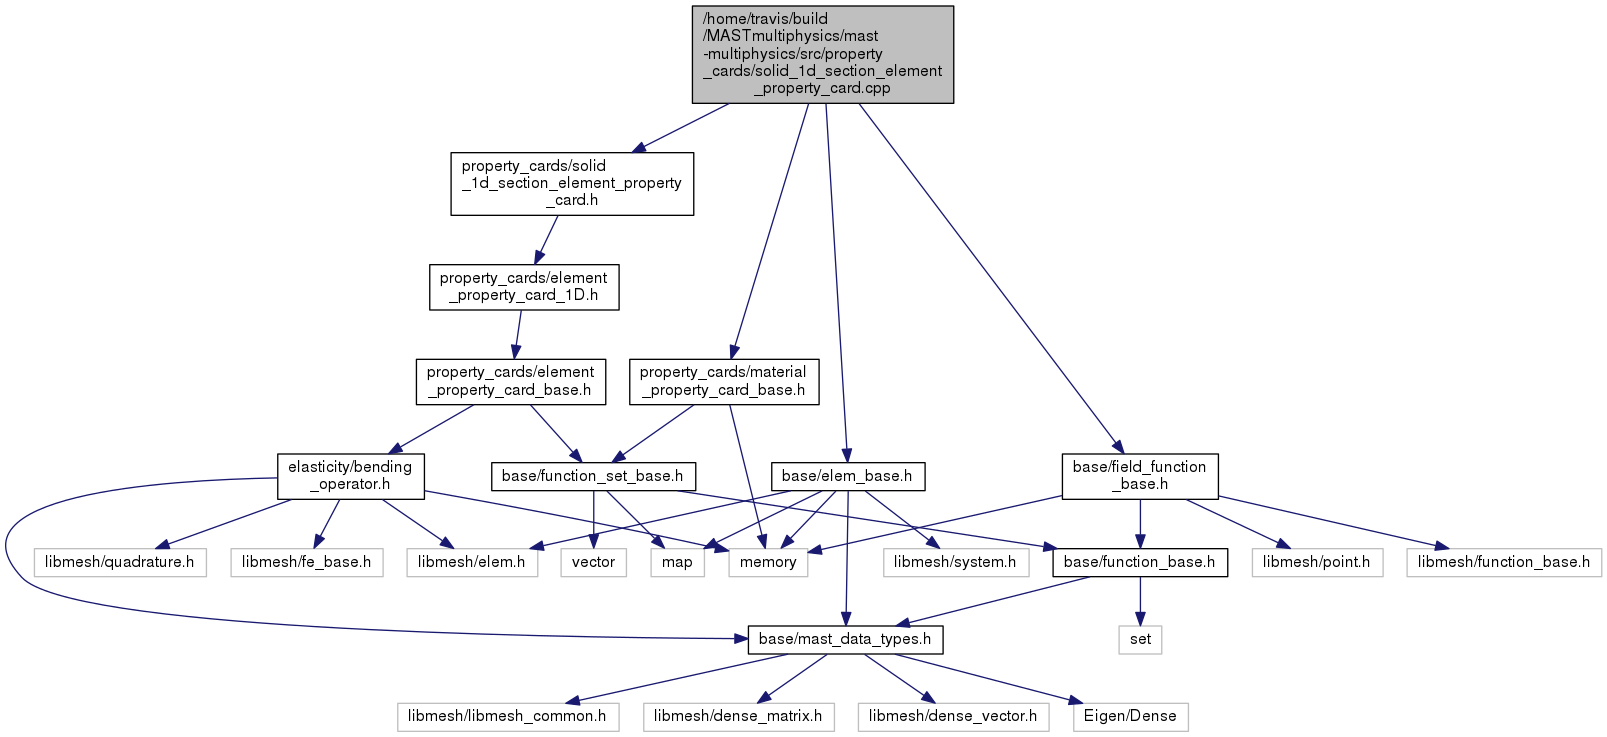 /home/travis/build
/MASTmultiphysics/mast
-multiphysics/src/property
_cards/solid_1d_section_element
_property_card.cpp
property_cards/solid
_1d_section_element_property
_card.h
property_cards/element
_property_card_1D.h
property_cards/element
_property_card_base.h
property_cards/material
_property_card_base.h
elasticity/bending
_operator.h
base/function_set_base.h
base/elem_base.h
base/field_function
_base.h
libmesh/quadrature.h
libmesh/fe_base.h
libmesh/elem.h
vector
map
memory
libmesh/system.h
base/function_base.h
libmesh/point.h
libmesh/function_base.h
base/mast_data_types.h
set
libmesh/libmesh_common.h
libmesh/dense_matrix.h
libmesh/dense_vector.h
Eigen/Dense